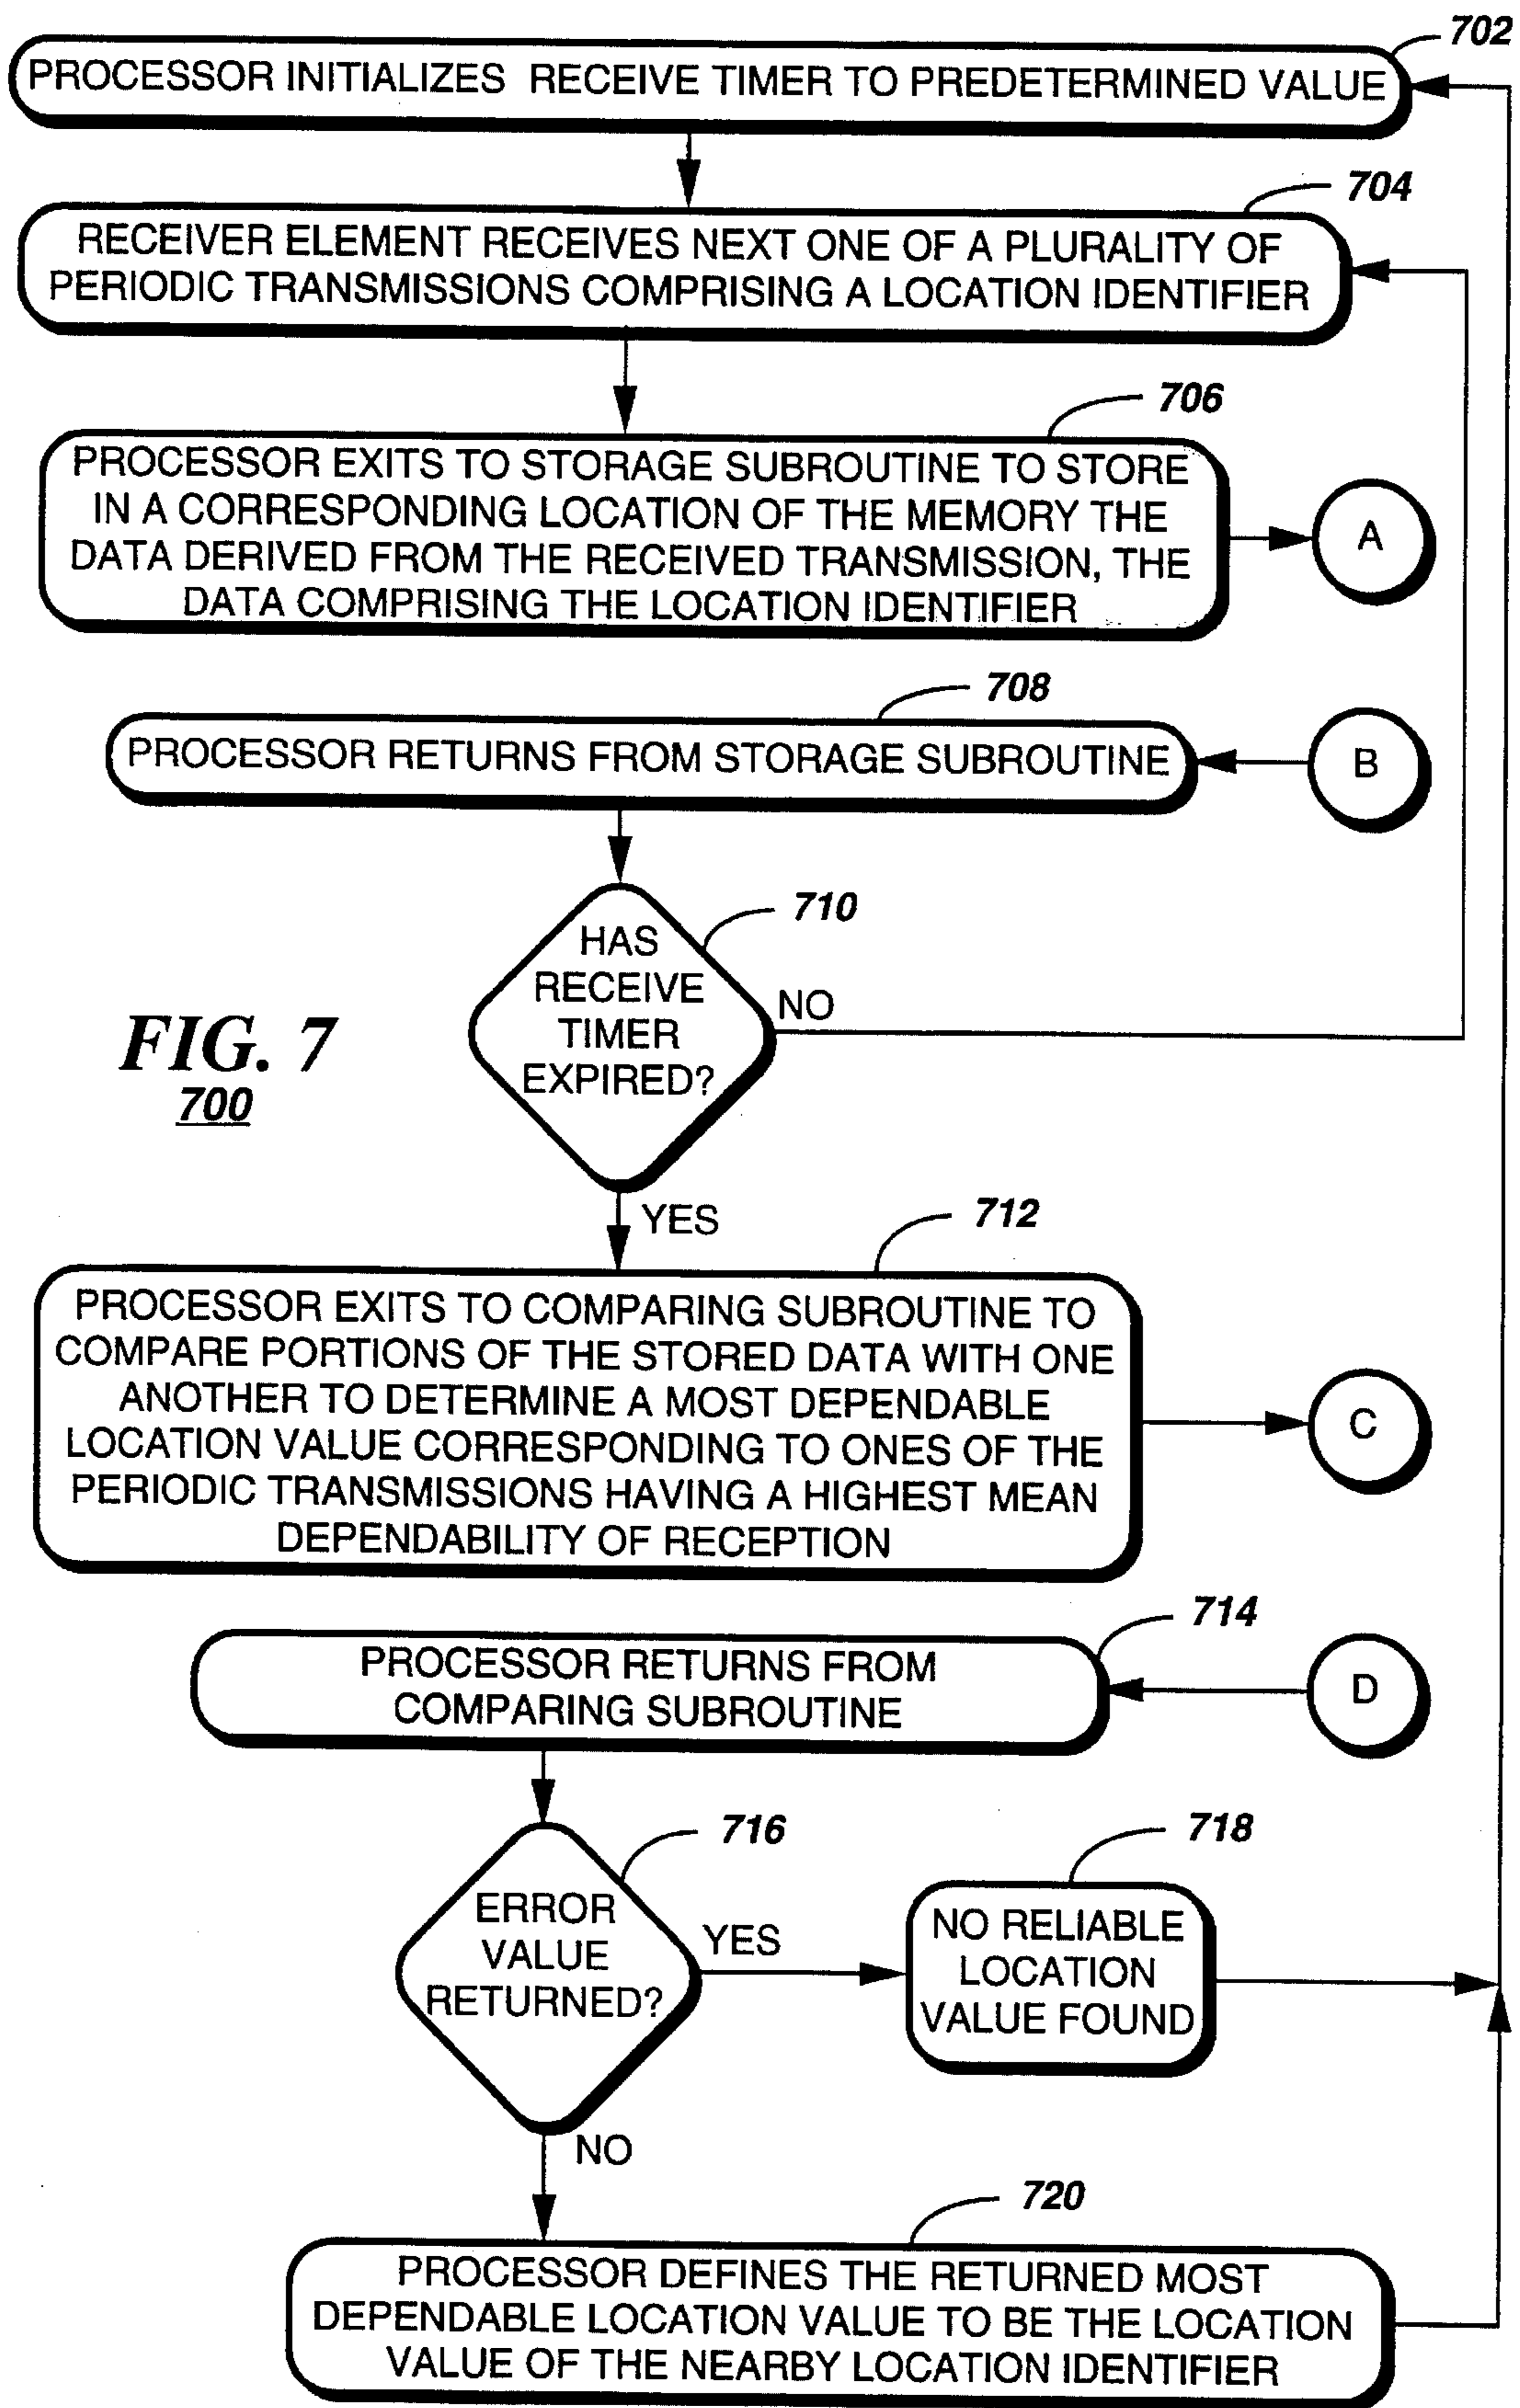 702
PROCESSOR INITIALIZES RECEIVE TIMER TO PREDETERMINED VALUE
704
RECEIVER ELEMENT RECEIVES NEXT ONE OF A PLURALITY OF
PERIODIC TRANSMISSIONS COMPRISING A LOCATION IDENTIFIER
706
PROCESSOR EXITS TO STORAGE SUBROUTINE TO STORE
IN A CORRESPONDING LOCATION OF THE MEMORY THE
DATA DERIVED FROM THE RECEIVED TRANSMISSION, THE
DATA COMPRISING THE LOCATION IDENTIFIER
A
708
PROCESSOR RETURNS FROM STORAGE SUBROUTINE
B
710
HAS
RECEIVE
TIMER
EXPIRED?
NO
FIG. 7
700
YES
712
PROCESSOR EXITS TO COMPARING SUBROUTINE TO
COMPARE PORTIONS OF THE STORED DATA WITH ONE
ANOTHER TO DETERMINE A MOST DEPENDABLE
LOCATION VALUE CORRESPONDING TO ONES OF THE
PERIODIC TRANSMISSIONS HAVING A HIGHEST MEAN
DEPENDABILITY OF RECEPTION
C
714
PROCESSOR RETURNS FROM
COMPARING SUBROUTINE
D
716
ERROR
VALUE
RETURNED?
YES
718
NO RELIABLE
LOCATION
VALUE FOUND
NO
720
PROCESSOR DEFINES THE RETURNED MOST
DEPENDABLE LOCATION VALUE TO BE THE LOCATION
VALUE OF THE NEARBY LOCATION IDENTIFIER